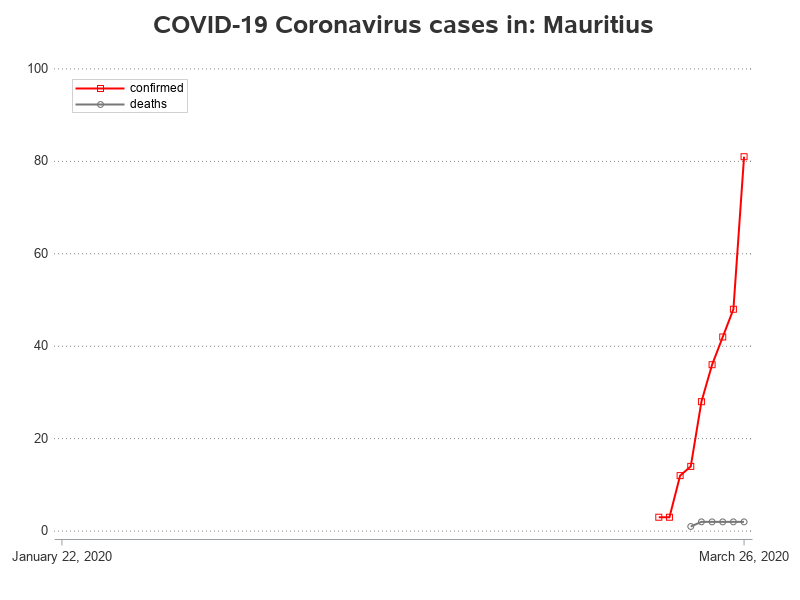 COVID-19 Coronavirus cases in: Mauritius
100
confirmed
deaths
80
60
40
20
0
January 22, 2020
March 26, 2020